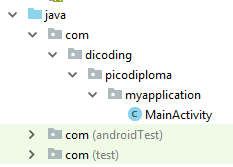 java
com
dicoding
picodiploma
myapplication
C MainActivity
com (androidTest)
com (test)